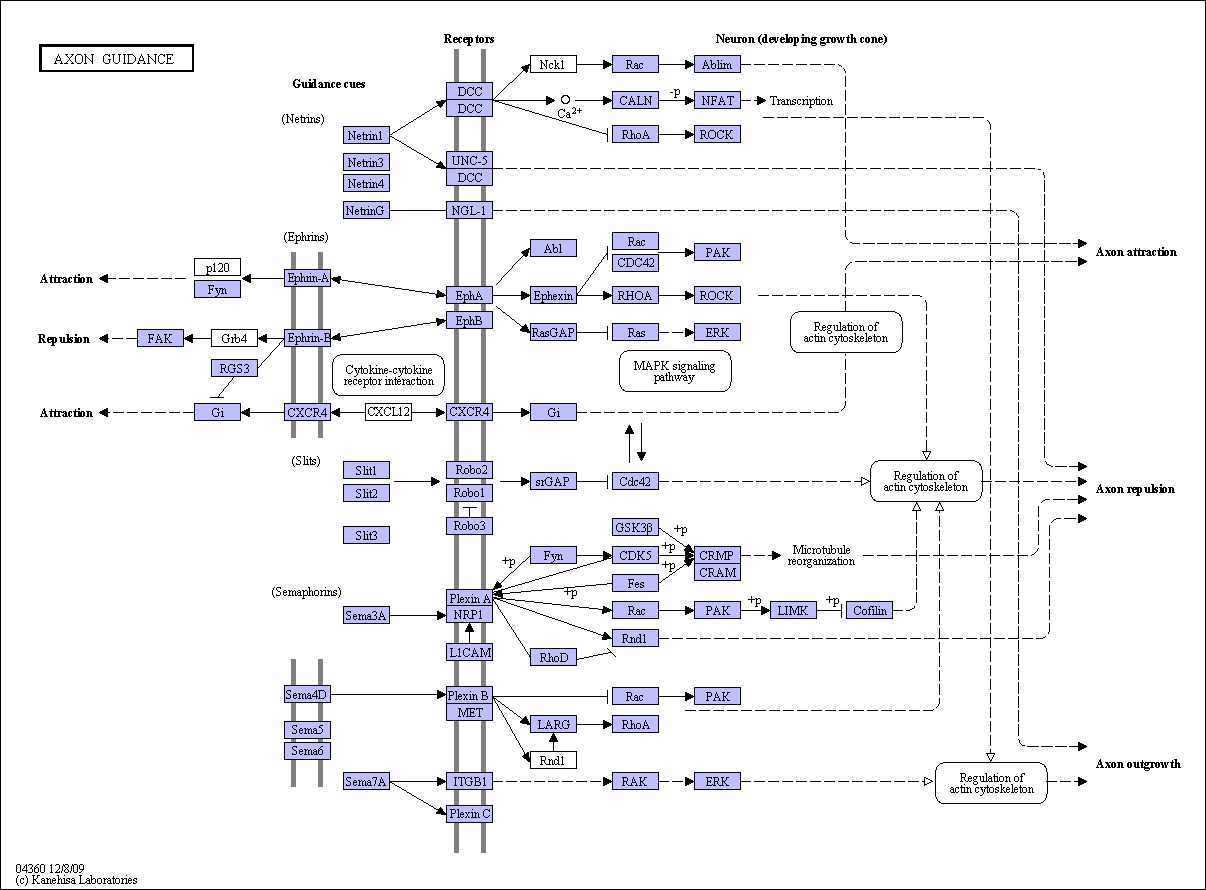 AXON GUIDANCE
Receptors
Neuron (developing growth cone)
Guidance cues
(Netrins)
Nck1
Rac
Ablim
DCC
DCC
Ca2+
CALN
-p
NFAT
Transcription
Netrin1
RhoA
ROCK
Netrin3
UNC-5
Netrin4
DCC
NetrinG
NGL-1
(Ephrins)
Abl
Rac
CDC42
PAK
Axon attraction
Attraction
p120
Fyn
Ephrin-A
EphA
Ephexin
RHOA
ROCK
EphB
RasGAP
Ras
ERK
Regulation of
actin cytoskeleton
Repulsion
FAK
Grb4
Ephrin-B
RGS3
Cytokine-cytokine
receptor interaction
MAPK signaling
pathway
Attraction
Gi
CXCR4
CXCL12
CXCR4
Gi
(Slits)
Slit1
Robo2
Slit2
Robo1
srGAP
Cdc42
Regulation of
actin cytoskeleton
Axon repulsion
Slit3
Robo3
GSK3β
+p
+p
Fyn
CDK5
+p
CRMP
CRAM
Microtubule
reorganization
+p
Fes
+p
(Semaphorins)
Plexin A
NRP1
Sema3A
Rac
PAK
+p
LIMK
+p
Cofilin
Rnd1
L1CAM
RhoD
Sema4D
Plexin B
MET
Rac
PAK
Sema5
LARG
RhoA
Sema6
Rnd1
Sema7A
ITGB1
RAK
ERK
Regulation of
actin cytoskeleton
Axon outgrowth
Plexin C
04360 12/8/09
(c) Kanehisa Laboratories